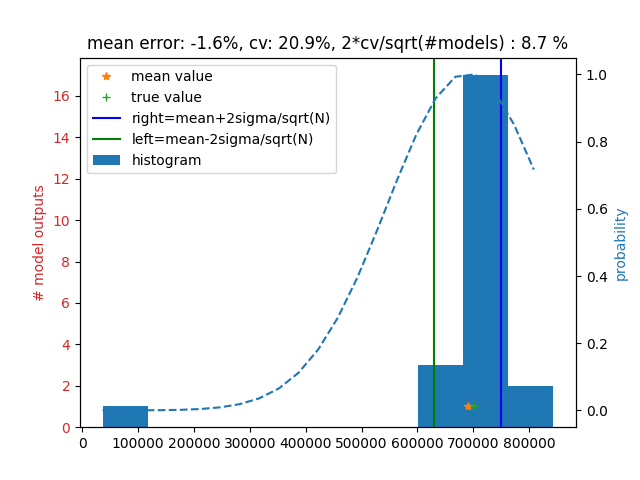 mean error: -1.6%, cv: 20.9%, 2*cv/sqrt(#models) : 8.7 %
mean value
true value
right=mean+2sigma/sqrt(N)
left=mean-2sigma/sqrt(N)
histogram
# model outputs
16
14
12
10
8
6
4
2
0
1.0
0.8
0.6
0.4
0.2
0.0
probability
0 100000 200000 300000 400000 500000 600000 700000 800000